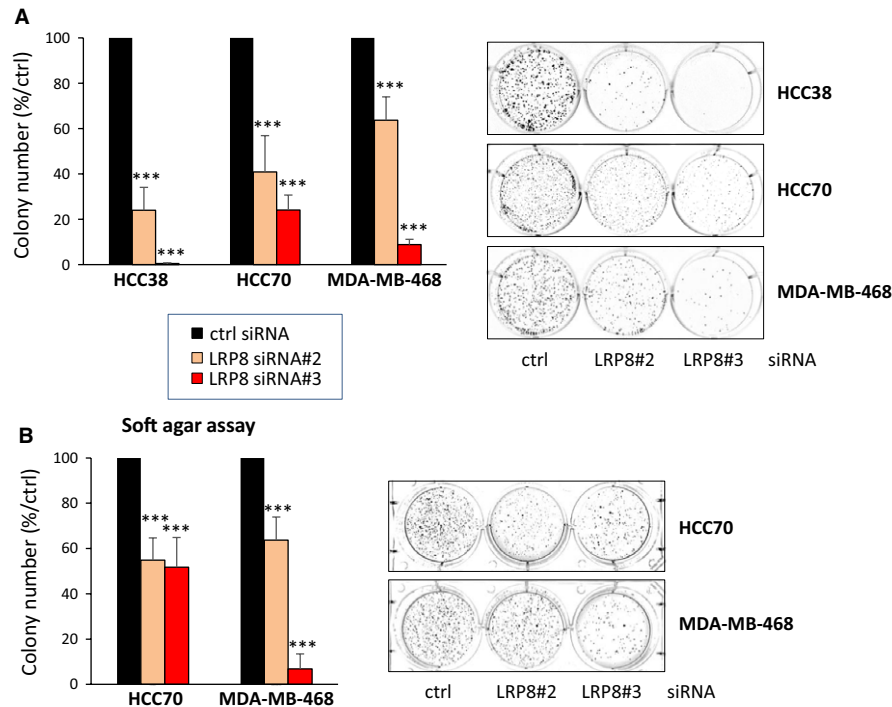 A
Colony number (%/ctrl)
100
80
60
40
20
0
***
***
***
***
***
***
HCC38
HCC70
MDA-MB-468
HCC38
HCC70
MDA-MB-468
ctrl
LRP8#2
LRP8#3
siRNA
ctrl siRNA
LRP8 siRNA#2
LRP8 siRNA#3
B
Soft agar assay
Colony number (%/ctrl)
100
80
60
40
20
0
***
***
***
***
HCC70
MDA-MB-468
HCC70
MDA-MB-468
ctrl
LRP8#2
LRP8#3
siRNA